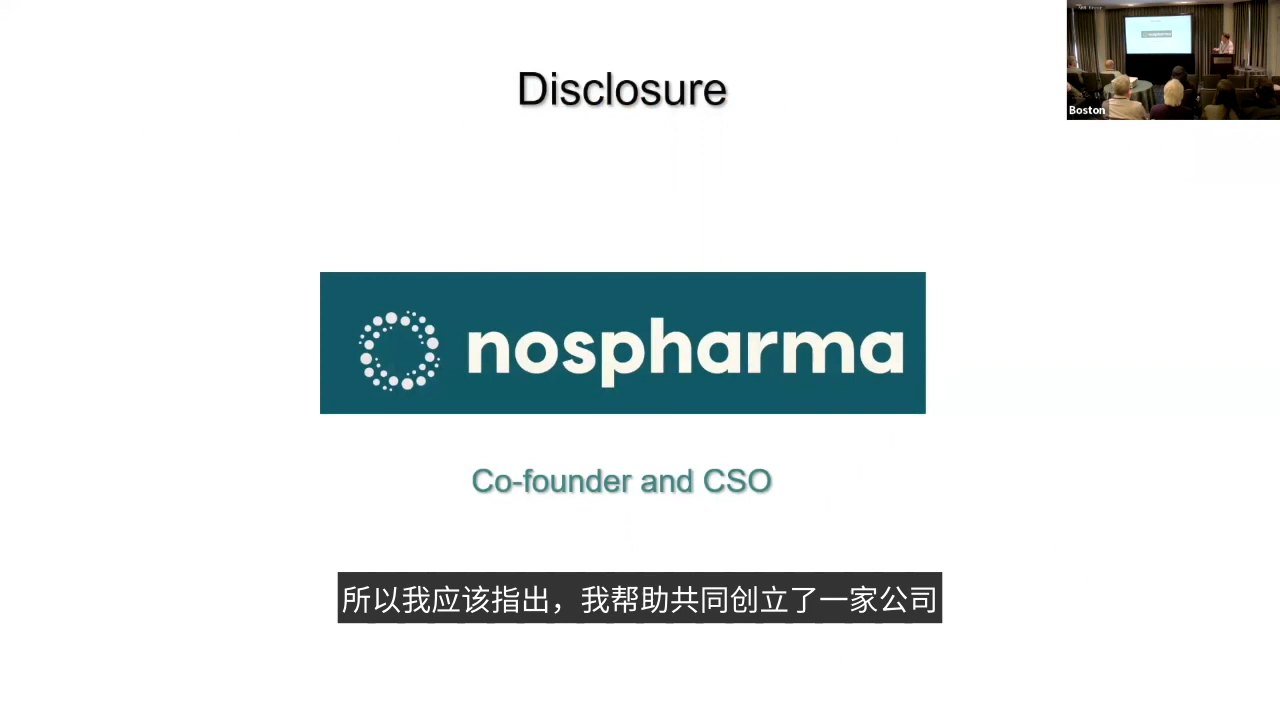 Disclosure
Boston
nospharma
Co-founder and CSO
所以我应该指出，我帮助共同创立了一家公司